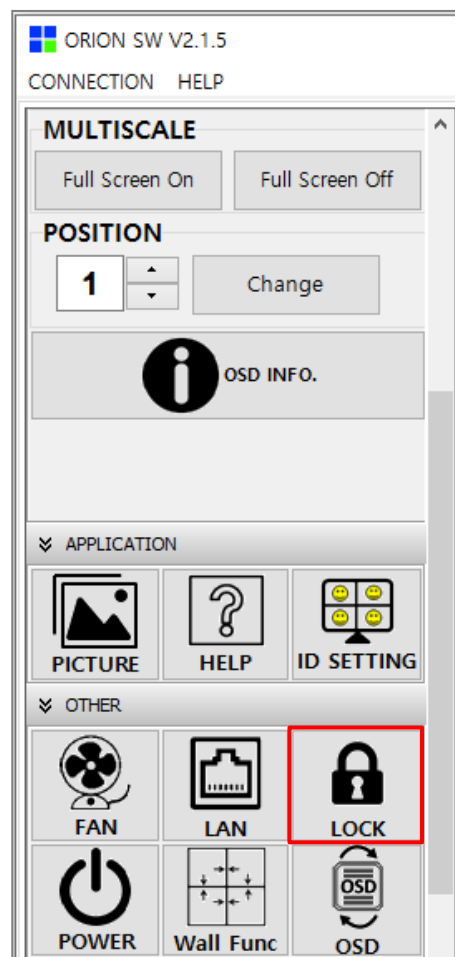 ORION SW V2.1.5
CONNECTION HELP
MULTISCALE
Full Screen On Full Screen Off
POSITION
1 Change
OSD INFO.
APPLICATION
PICTURE HELP ID SETTING
OTHER
FAN LAN LOCK
OSD
POWER Wall Func OSD